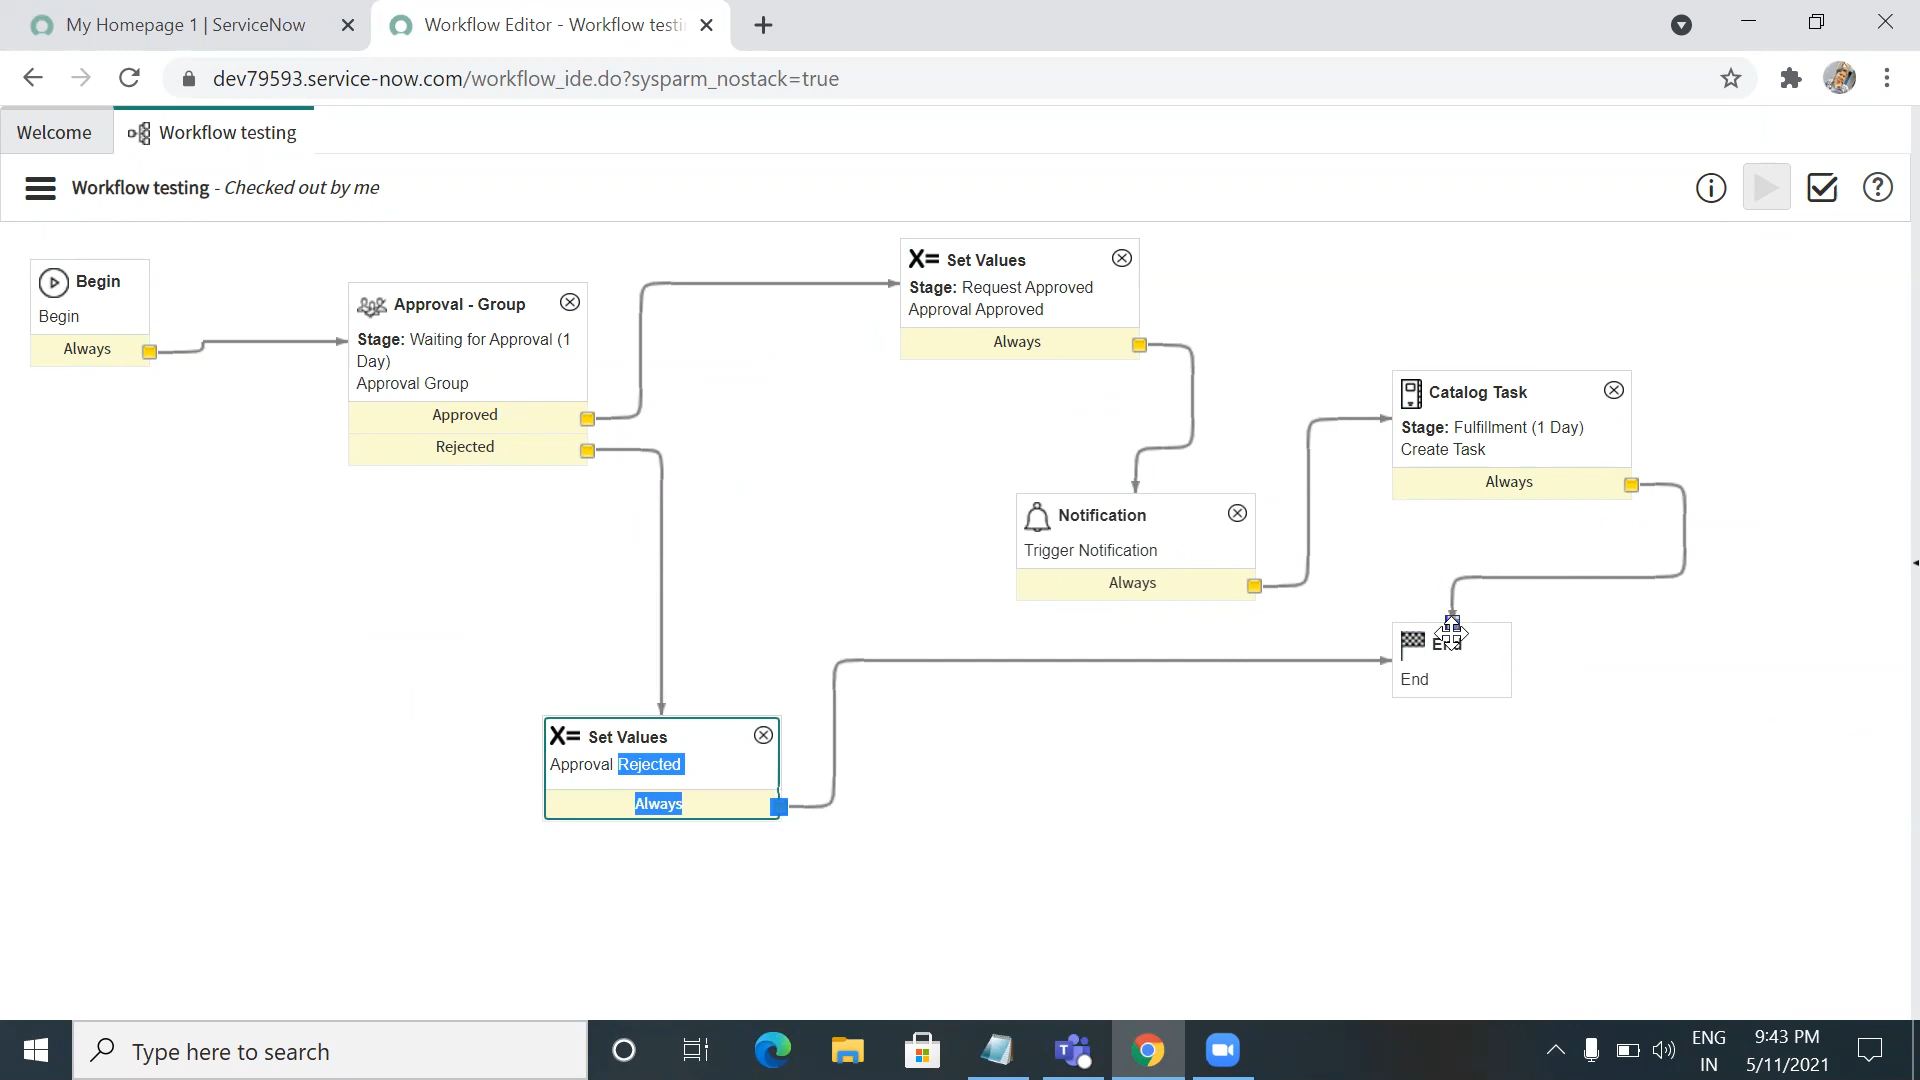 My Homepage 1 | ServiceNow
Workflow Editor - Workflow testin
dev79593.service-now.com/workflow_ide.do?sysparm_nostack=true
Welcome
Workflow testing
Workflow testing - Checked out by me
Begin
Begin
Always
Approval - Group
Stage: Waiting for Approval (1
Day)
Approval Group
Approved
Rejected
X= Set Values
Stage: Request Approved
Approval Approved
Always
Notification
Trigger Notification
Always
Catalog Task
Stage: Fulfillment (1 Day)
Create Task
Always
End
End
X= Set Values
Approval Rejected
Always
Type here to search
ENG
IN
9:43 PM
5/11/2021